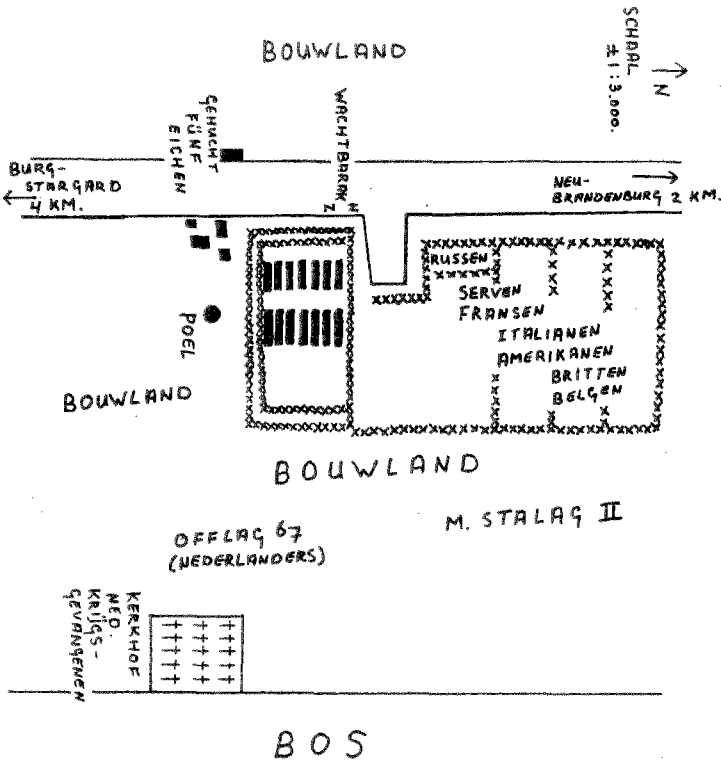 BOUWLAND
SCHAAL
±1:3.000.
N
GEHUCHT
FÜNF
EICHEN
WACHTBARAK
Z N
BURG-
STARGARD
4 KM.
NEU-
BRANDENBURG 2 KM.
RUSSEN
SERVEN
FRANSEN
ITALIANEN
AMERIKANEN
BRITTEN
BELGEN
POEL
BOUWLAND
BOUWLAND
M. STALAG II
OFFLAG 67
(NEDERLANDERS)
KERKHOF
NED.
KRIJGS-
GEVANGENEN
BOS